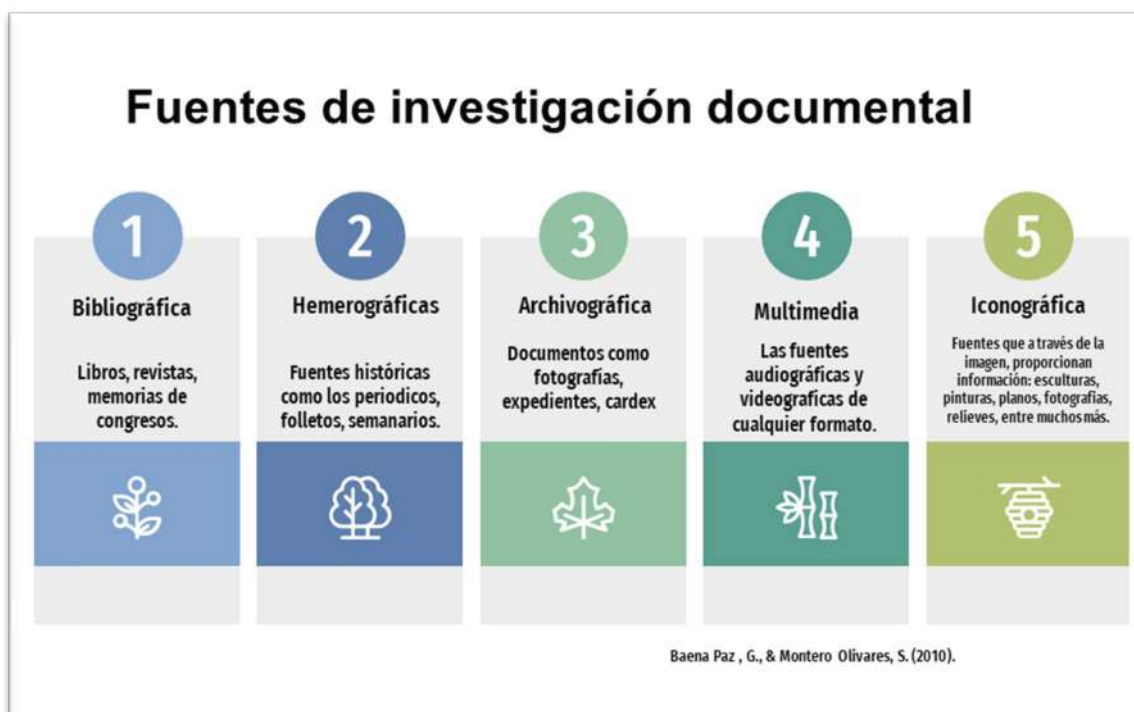 Fuentes de investigación documental
1
Bibliográfica
Libros, revistas,
memorias de
congresos.
2
Hemerográficas
Fuentes históricas
como los periodicos,
folletos, semanarios.
3
Archivográfica
Documentos como
fotografías,
expedientes, cardex
4
Multimedia
Las fuentes
audiográficas y
videograficas de
cualquier formato.
5
Iconográfica
Fuentes que a través de la
imagen, proporcionan
información: esculturas,
pinturas, planos, fotografias,
relieves, entre muchos más.
Baena Paz , G., & Montero Olivares, S. (2010).